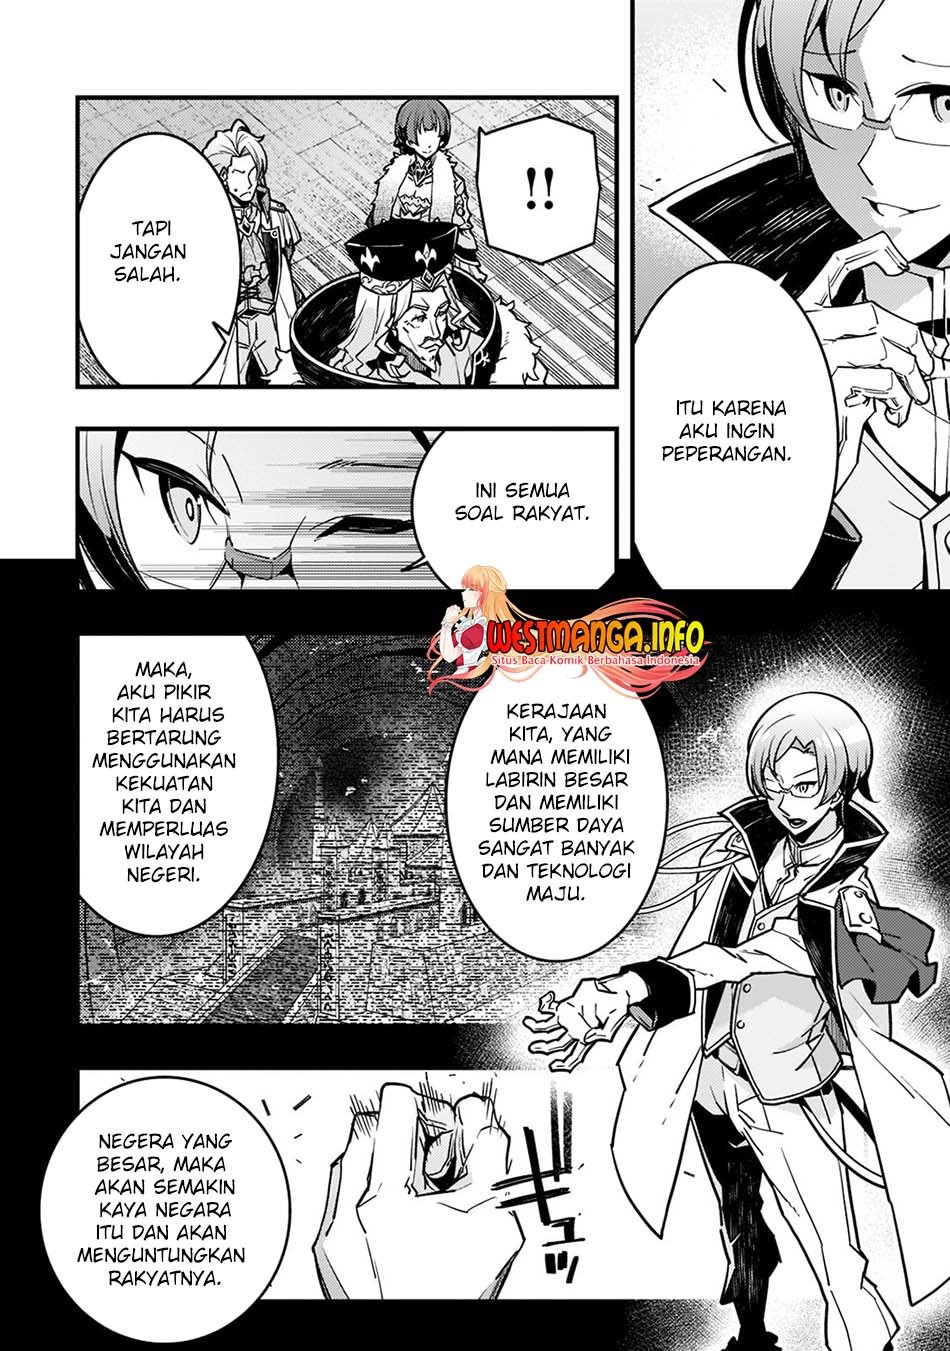 ITU KARENA
AKU INGIN
PEPERANGAN.
!!
TAPI
JANGAN
SALAH.
INI SEMUA
SOAL RAKYAT.
WESTMANGA.INFO
Situs Baca Komik Berbahasa Indonesia
KERAJAAN
KITA, YANG
MANA MEMILIKI
LABIRIN BESAR
DAN MEMILIKI
SUMBER DAYA
SANGAT BANYAK
DAN TEKNOLOGI
MAJU.
MAKA,
AKU PIKIR
KITA HARUS
BERTARUNG
MENGGUNAKAN
KEKUATAN
KITA DAN
MEMPERLUAS
WILAYAH
NEGERI.
NEGERA YANG
BESAR, MAKA
AKAN SEMAKIN
KAYA NEGARA
ITU DAN AKAN
MENGUNTUNGKAN
RAKYATNYA.
ギュッ